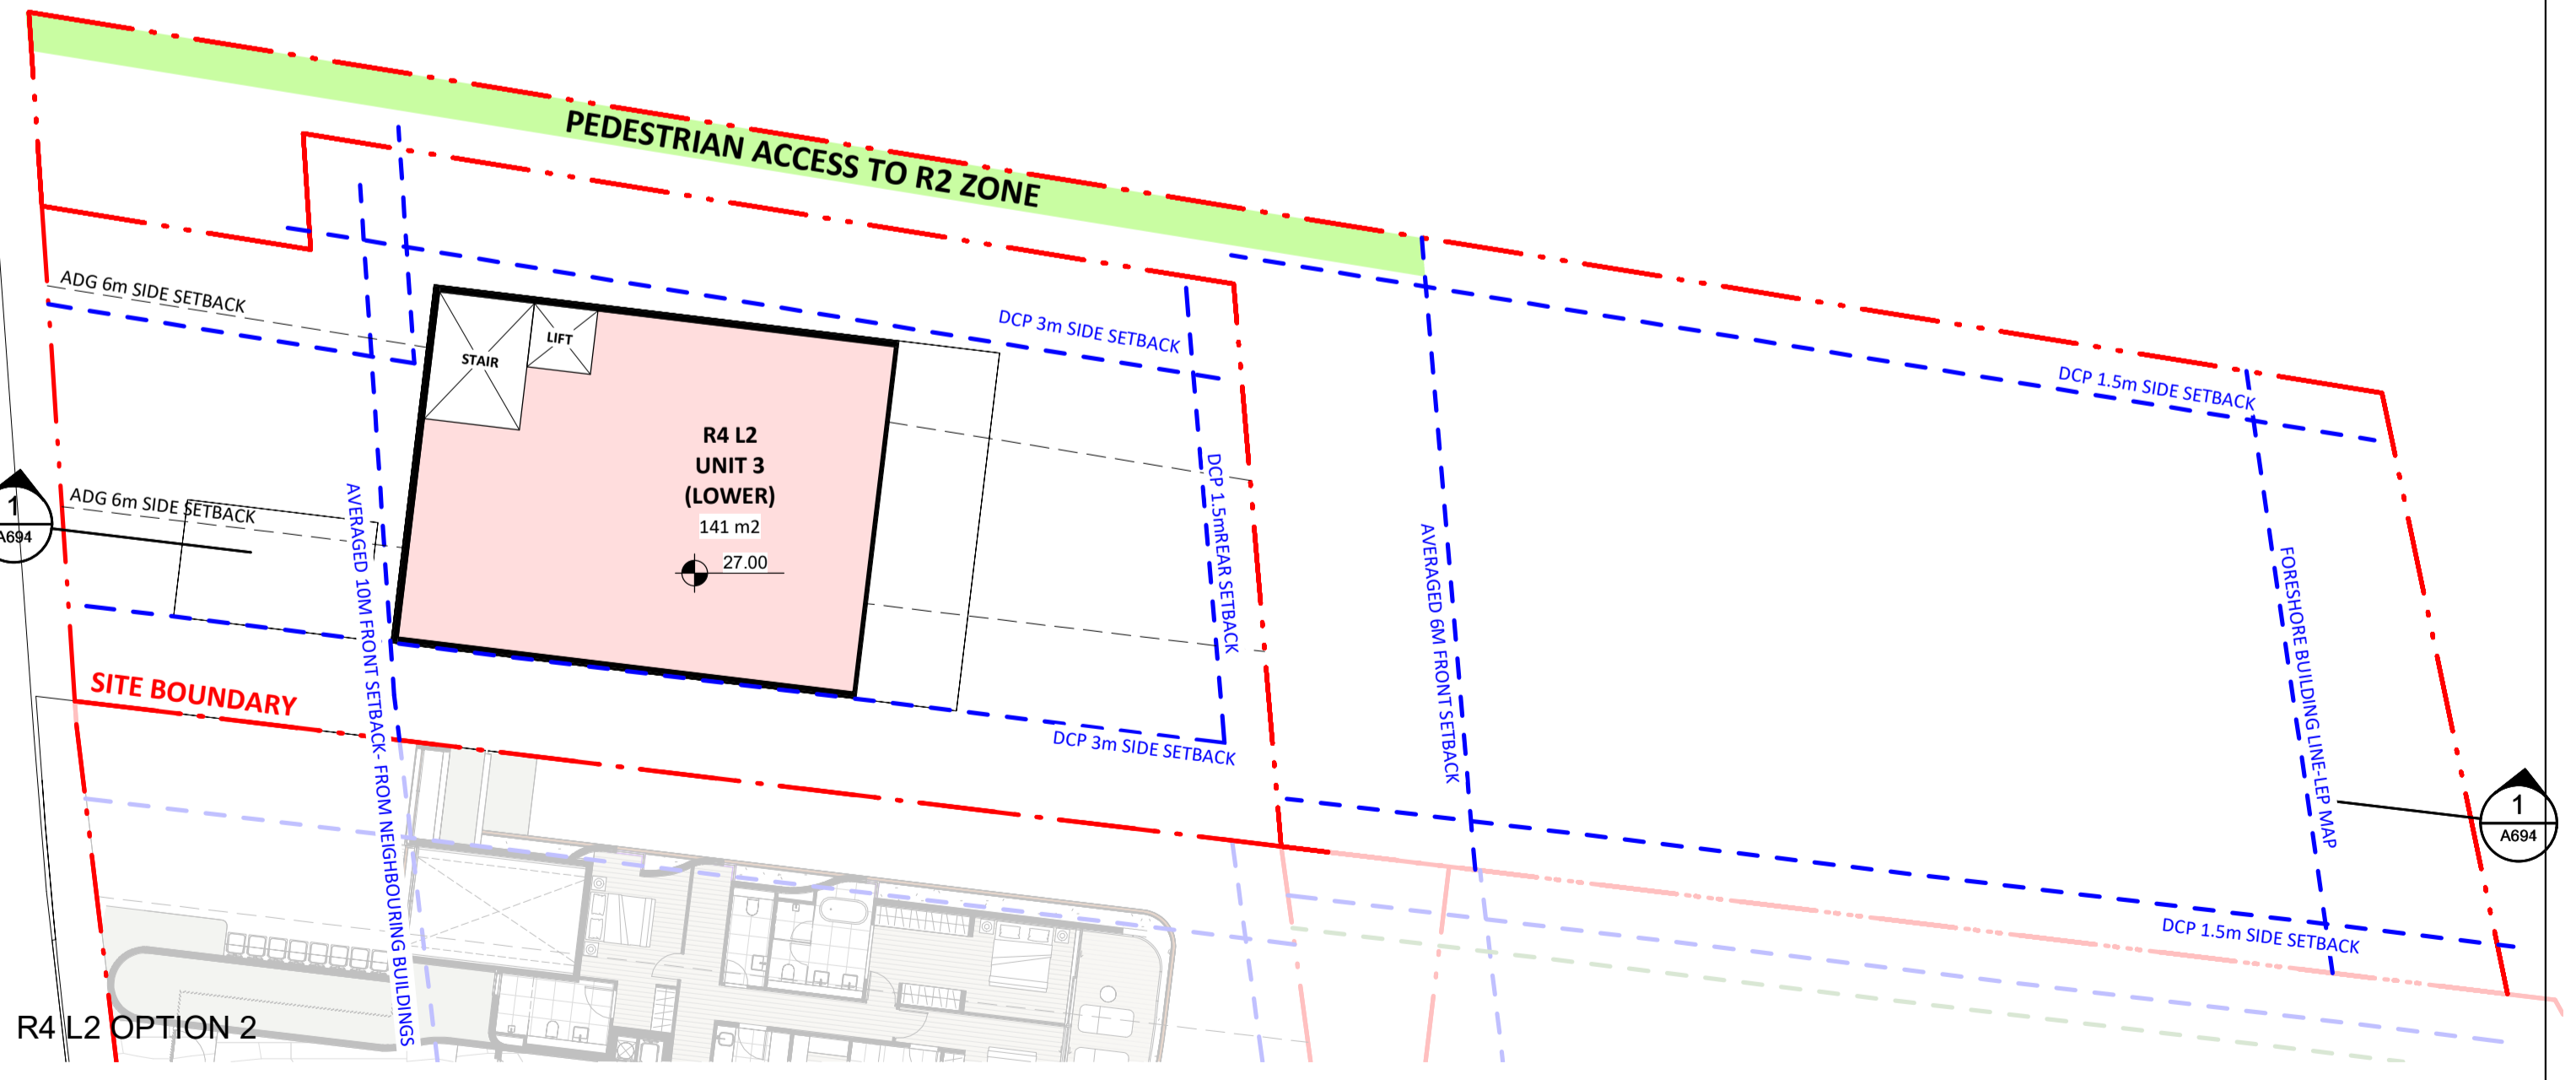 PEDESTRIAN ACCESS TO R2 ZONE
ADG 6m SIDE SETBACK
DCP 3m SIDE SETBACK
DCP 1.5m SIDE SETBACK
STAIR
LIFT
R4 L2
UNIT 3
(LOWER)
141 m2
27.00
ADG 6m SIDE SETBACK
1
A694
AVERAGED 10M FRONT SETBACK- FROM NEIGHBOURING BUILDINGS
DCP 1.5mREAR SETBACK
AVERAGED 6M FRONT SETBACK
FORESHORE BUILDING LINE-LEP MAP
SITE BOUNDARY
DCP 3m SIDE SETBACK
1
A694
DCP 1.5m SIDE SETBACK
R4 L2 OPTION 2